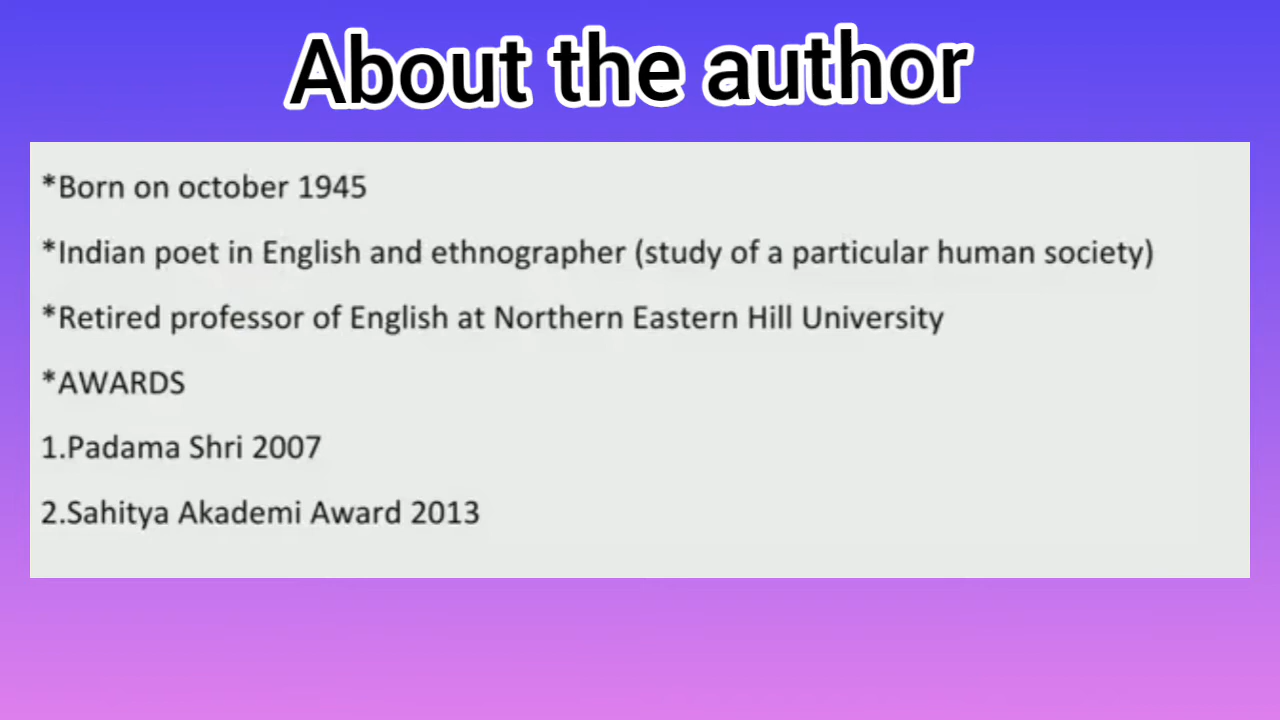 About the author
*Born on october 1945
*Indian poet in English and ethnographer (study of a particular human society)
*Retired professor of English at Northern Eastern Hill University
*AWARDS
1.Padama Shri 2007
2.Sahitya Akademi Award 2013